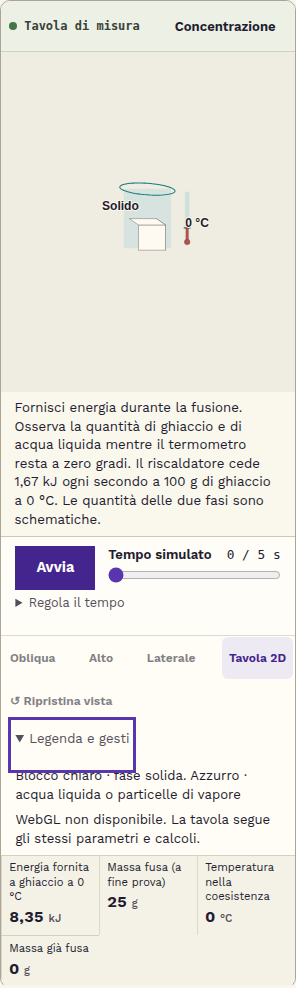 Tavola di misura
Concentrazione
Solido
0 °C
Fornisci energia durante la fusione.
Osserva la quantità di ghiaccio e di
acqua liquida mentre il termometro
resta a zero gradi. Il riscaldatore cede
1,67 kJ ogni secondo a 100 g di ghiaccio
a 0 °C. Le quantità delle due fasi sono
schematiche.
Avvia
Tempo simulato 0 / 5 s
▶ Regola il tempo
Obliqua Alto Laterale Tavola 2D
↺ Ripristina vista
▼ Legenda e gesti
Blocco chiaro · fase solida. Azzurro ·
acqua liquida o particelle di vapore
WebGL non disponibile. La tavola segue
gli stessi parametri e calcoli.
Energia fornita
a ghiaccio a 0
°C
8,35 kJ
Massa fusa (a
fine prova)
25 g
Temperatura
nella
coesistenza
0 °C
Massa già fusa
0 g